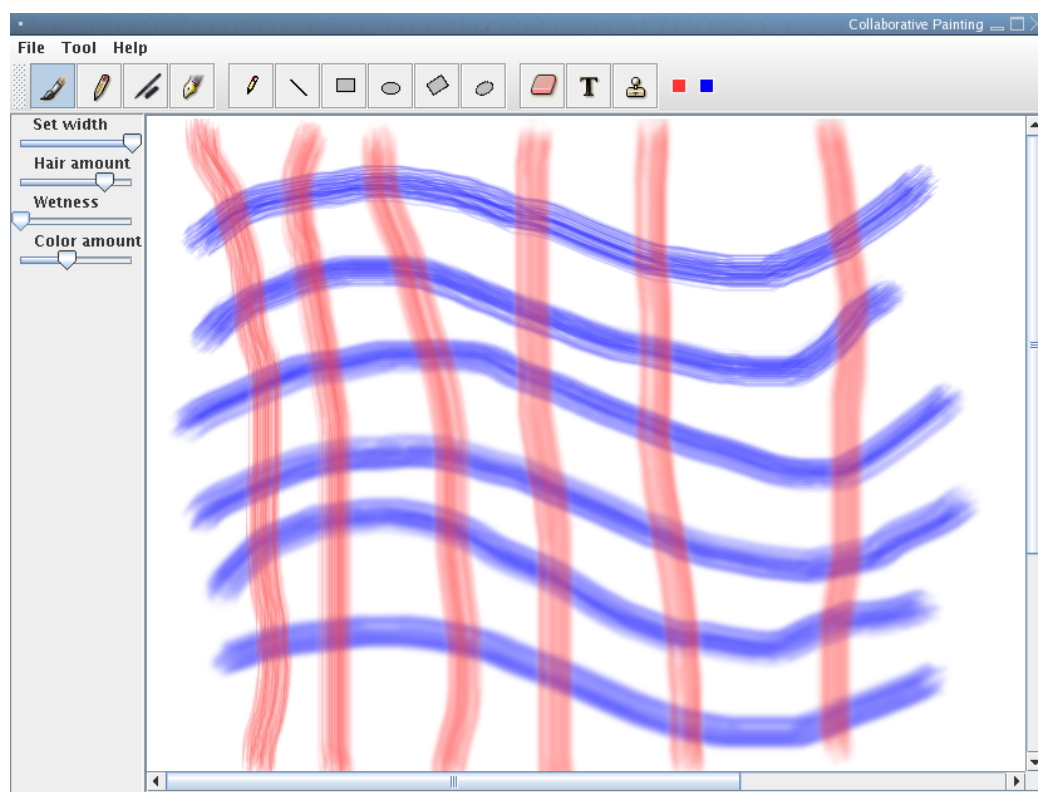 Collaborative Painting
File Tool Help
T
Set width
Hair amount
Wetness
Color amount